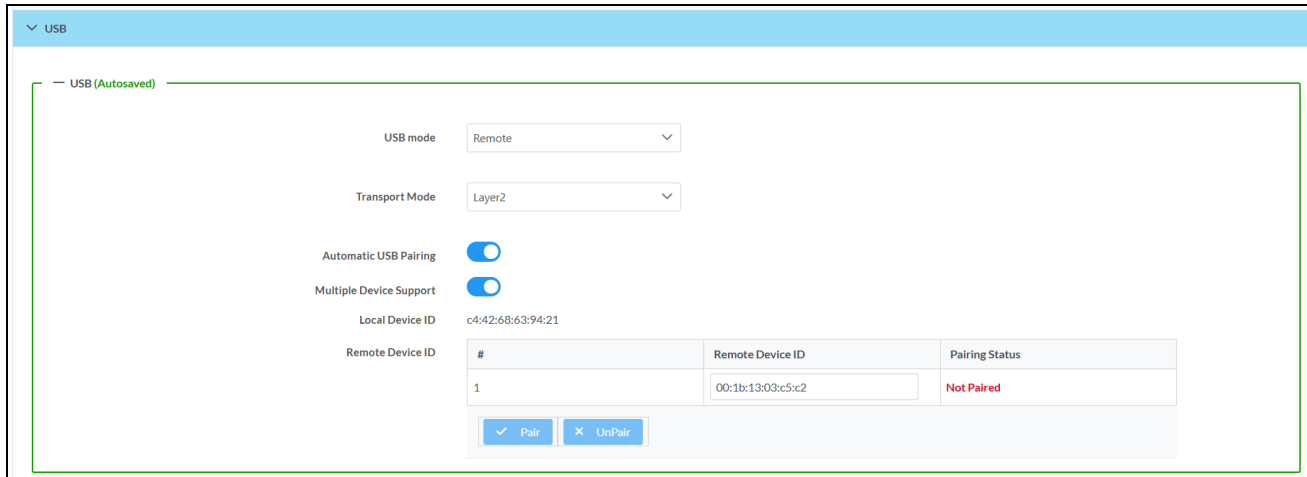 USB
USB (Autosaved)
USB mode Remote
Transport Mode Layer2
Automatic USB Pairing
Multiple Device Support
Local Device ID c4:42:68:63:94:21
Remote Device ID # Remote Device ID Pairing Status
1 00:1b:13:03:c5:c2 Not Paired
Pair UnPair